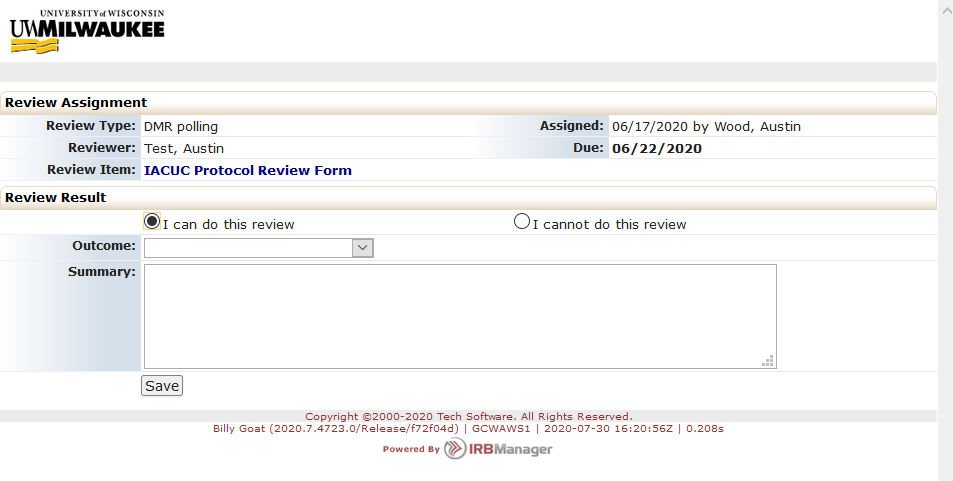 UNIVERSITY of WISCONSIN
UWMILWAUKEE
Review Assignment
Review Type: DMR polling Assigned: 06/17/2020 by Wood, Austin
Reviewer: Test, Austin Due: 06/22/2020
Review Item: IACUC Protocol Review Form
Review Result
I can do this review I cannot do this review
Outcome:
Summary:
Save
Copyright ©2000-2020 Tech Software. All Rights Reserved.
Billy Goat (2020.7.4723.0/Release/f72f04d) | GCWAWS1 | 2020-07-30 16:20:56Z | 0.208s
Powered By IRBManager